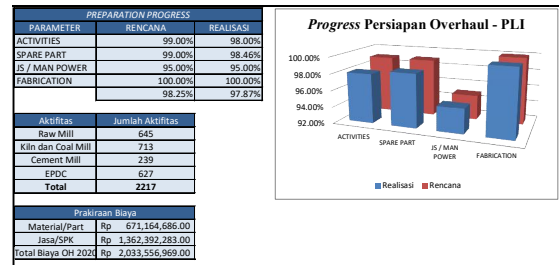 PREPARATION PROGRESS
PARAMETER RENCANA REALISASI
ACTIVITIES 99.00% 98.00%
SPARE PART 99.00% 98.46%
JS / MAN POWER 95.00% 95.00%
FABRICATION 100.00% 100.00%
98.25% 97.87%
Aktifitas Jumlah Aktifitas
Raw Mill 645
Kiln dan Coal Mill 713
Cement Mill 239
EPDC 627
Total 2217
Prakiraan Biaya
Material/Part Rp 671,164,686.00
Jasa/SPK Rp 1,362,392,283.00
Total Biaya OH 2020 Rp 2,033,556,969.00
Progress Persiapan Overhaul - PLI
100.00%
98.00%
96.00%
94.00%
92.00%
ACTIVITIES SPARE PART JS / MAN POWER FABRICATION
Realisasi Rencana